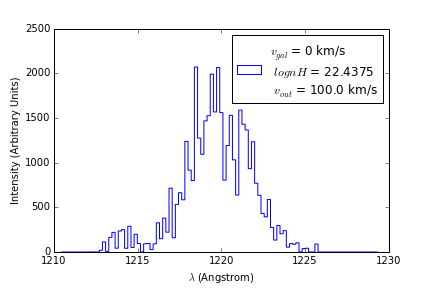 2500
2000
1500
1000
500
0
Intensity (Arbitrary Units)
v_gal = 0 km/s
lognH = 22.4375
v_out = 100.0 km/s
1210 1215 1220 1225 1230
λ (Angstrom)